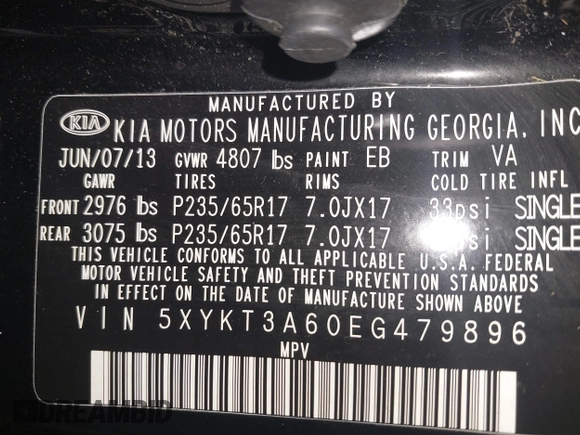 MANUFACTURED BY
KIA KIA MOTORS MANUFACTURING GEORGIA, INC
JUN/07/13 GVWR 4807 lbs PAINT EB TRIM VA
GAWR TIRES RIMS COLD TIRE INFL
FRONT 2976 lbs P235/65R17 7.0JX17 33psi SINGLE
REAR 3075 lbs P235/65R17 7.0JX17 psi SINGLE
THIS VEHICLE CONFORMS TO ALL APPLICABLE U.S.A. FEDERAL
MOTOR VEHICLE SAFETY AND THEFT PREVENTION STANDARDS
IN EFFECT ON THE DATE OF MANUFACTURE SHOWN ABOVE
VIN 5XYKT3A60EG479896
MPV
DREAMBID